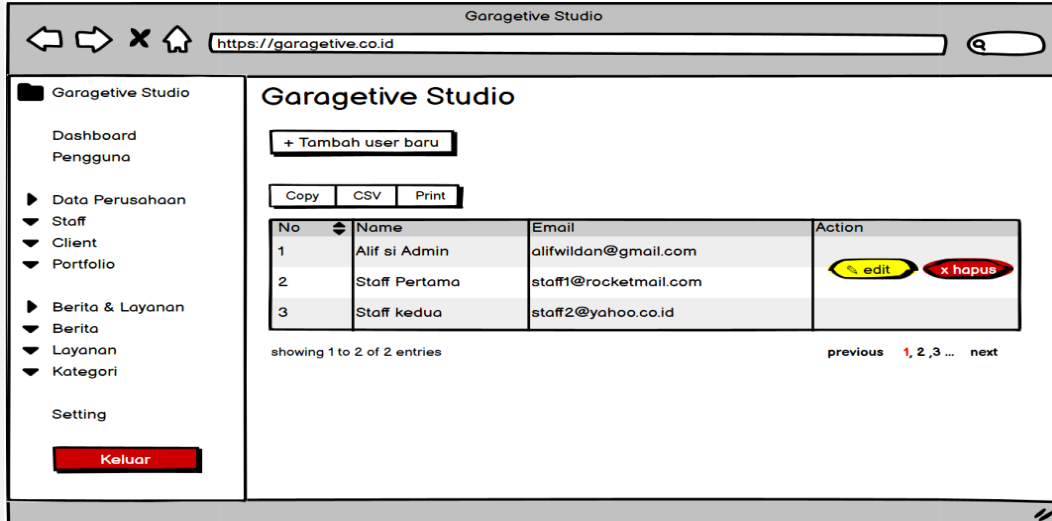 Garagetive Studio
https://garagetive.co.id
Garagetive Studio
Dashboard
Pengguna
Data Perusahaan
Staff
Client
Portfolio
Berita & Layanan
Berita
Layanan
Kategori
Setting
Keluar
Garagetive Studio
+ Tambah user baru
Copy CSV Print
No Name Email Action
1 Alif si Admin alifwildan@gmail.com
edit x hapus
2 Staff Pertama staff1@rocketmail.com
3 Staff kedua staff2@yahoo.co.id
showing 1 to 2 of 2 entries
previous 1, 2 ,3 ... next